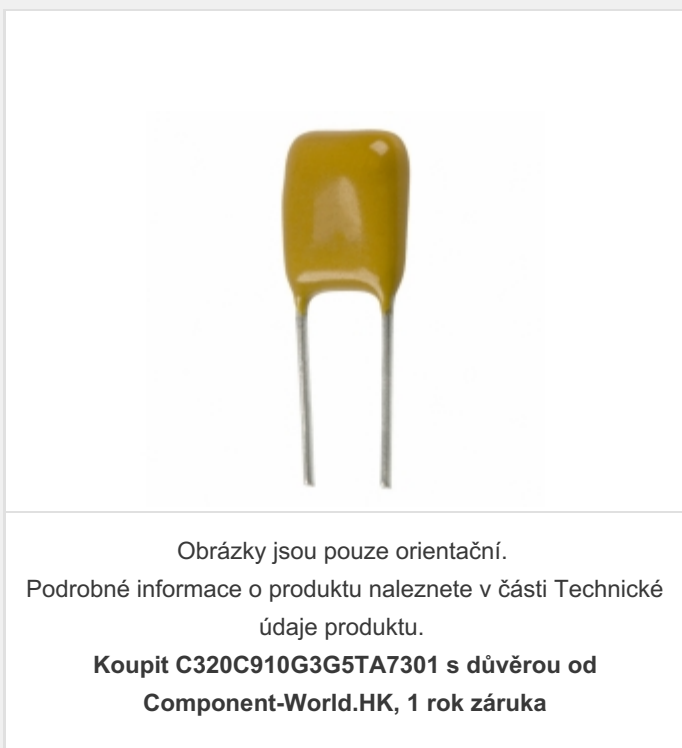 Obrázky jsou pouze orientační.
Podrobné informace o produktu naleznete v části Technické
údaje produktu.
Koupit C320C910G3G5TA7301 s důvěrou od
Component-World.HK, 1 rok záruka